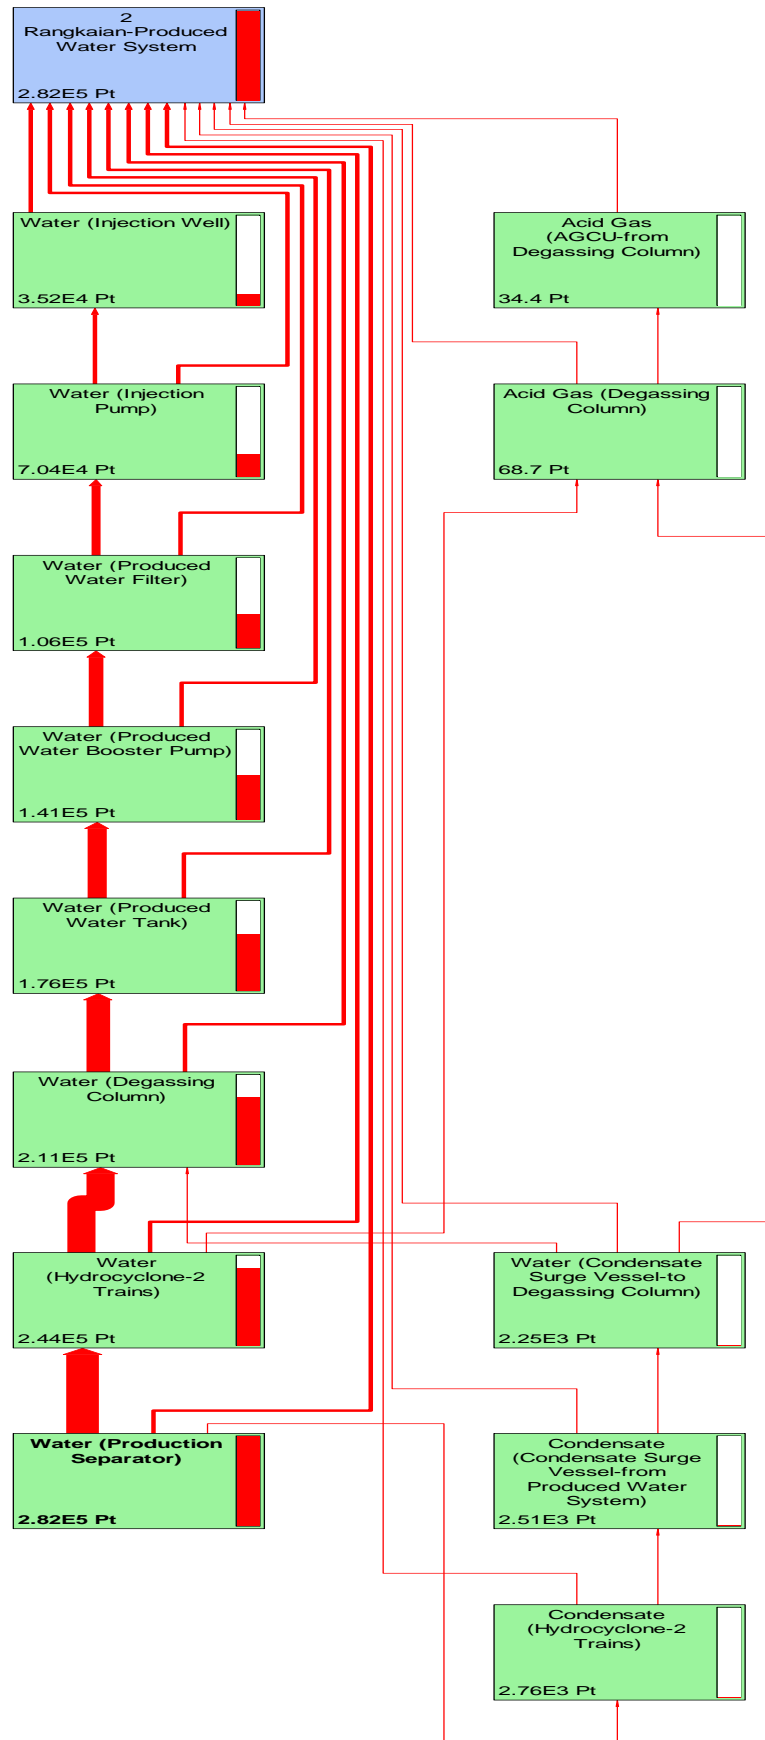 2
Rangkaian-Produced
Water System
2.82E5 Pt
Water (Injection Well)
3.52E4 Pt
Acid Gas
(AGCU-from
Degassing Column)
34.4 Pt
Water (Injection
Pump)
7.04E4 Pt
Acid Gas (Degassing
Column)
68.7 Pt
Water (Produced
Water Filter)
1.06E5 Pt
Water (Produced
Water Booster Pump)
1.41E5 Pt
Water (Produced
Water Tank)
1.76E5 Pt
Water (Degassing
Column)
2.11E5 Pt
Water
(Hydrocyclone-2
Trains)
2.44E5 Pt
Water (Condensate
Surge Vessel-to
Degassing Column)
2.25E3 Pt
Water (Production
Separator)
2.82E5 Pt
Condensate
(Condensate Surge
Vessel-from
Produced Water
System)
2.51E3 Pt
Condensate
(Hydrocyclone-2
Trains)
2.76E3 Pt